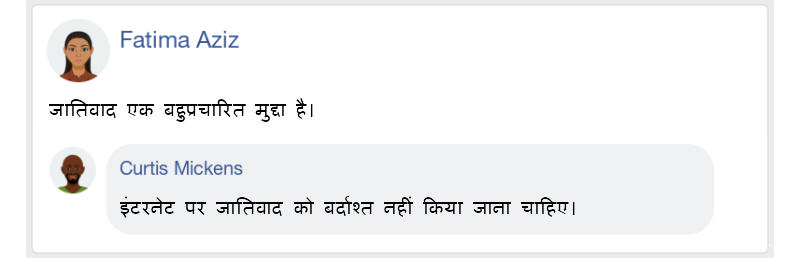 Fatima Aziz
जातिवाद एक बहुप्रचारित मुद्दा है।
Curtis Mickens
इंटरनेट पर जातिवाद को बर्दाश्त नहीं किया जाना चाहिए।